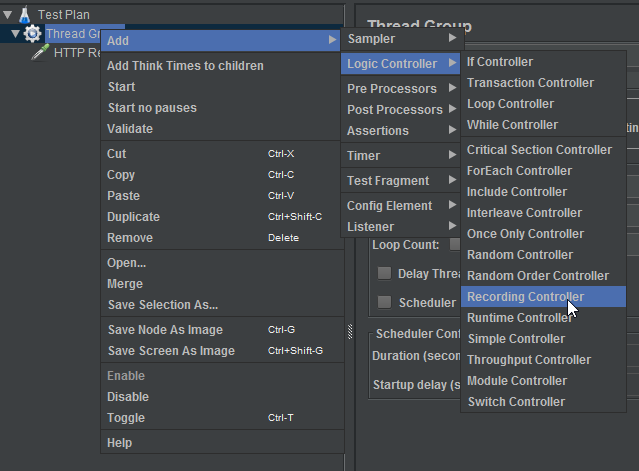 Test Plan
Thread Group
Thread Gro
HTTP Re
Add
Add Think Times to children
Start
Start no pauses
Validate
Cut Ctrl-X
Copy Ctrl-C
Paste Ctrl-V
Duplicate Ctrl+Shift-C
Remove Delete
Open...
Merge
Save Selection As...
Save Node As Image Ctrl-G
Save Screen As Image Ctrl+Shift-G
Enable
Disable
Toggle Ctrl-T
Help
Sampler
Logic Controller
Pre Processors
Post Processors
Assertions
Timer
Test Fragment
Config Element
Listener
If Controller
Transaction Controller
Loop Controller
While Controller
Critical Section Controller
ForEach Controller
Include Controller
Interleave Controller
Once Only Controller
Random Controller
Random Order Controller
Recording Controller
Runtime Controller
Simple Controller
Throughput Controller
Module Controller
Switch Controller
tin
Loop Count:
Delay Threa
Scheduler
Scheduler Conf
Duration (secon
Startup delay (s